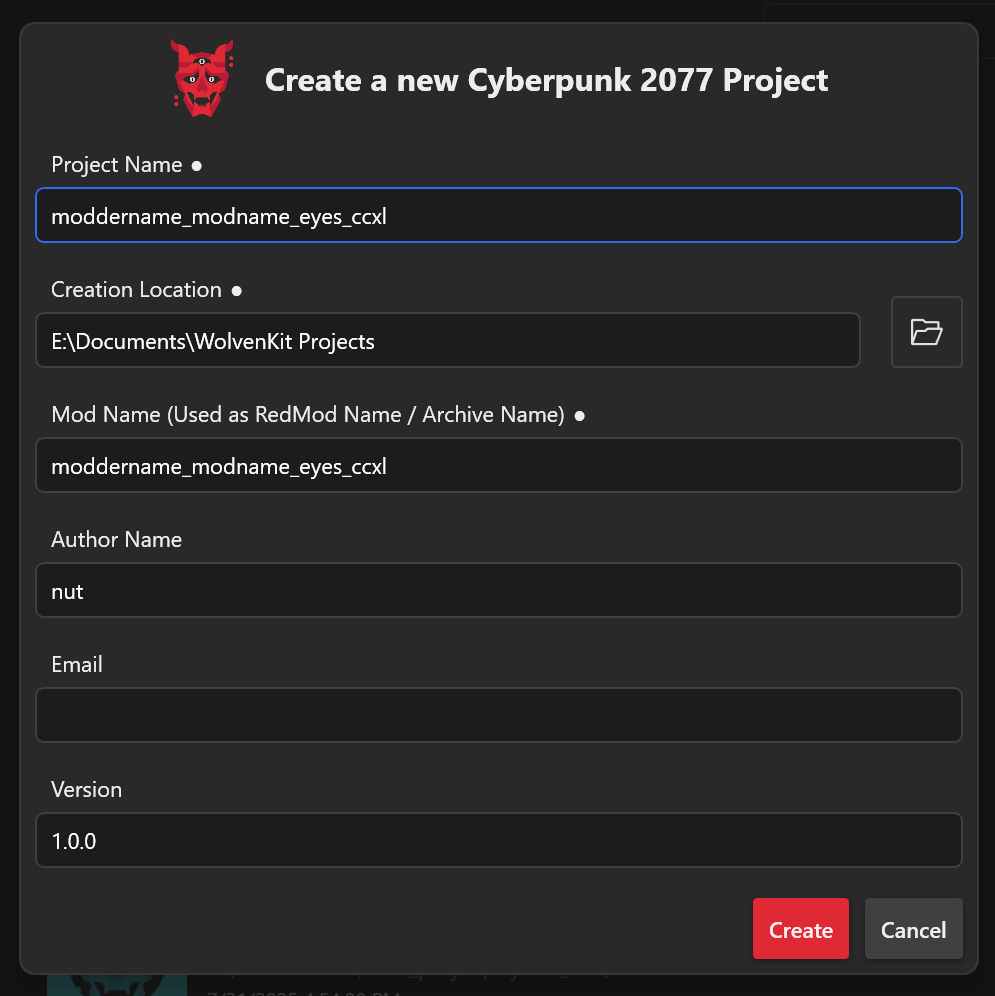 Create a new Cyberpunk 2077 Project
Project Name ●
moddername_modname_eyes_ccxl
Creation Location ●
E:\Documents\WolvenKit Projects
Mod Name (Used as RedMod Name / Archive Name) ●
moddername_modname_eyes_ccxl
Author Name
nut
Email
Version
1.0.0
Create
Cancel